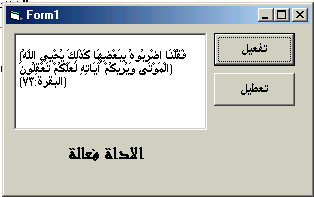 Form1
فَقُلْنَا اضْرِبُوهُ بِبَعْضِهَا كَذَلِكَ يُحْيِي اللَّهُ
الْمَوْتَى وَيُرِيكُمْ آيَاتِهِ لَعَلَّكُمْ تَعْقِلُونَ)
(البقرة:٧٣)
تفعيل
تعطيل
الاداة فعالة